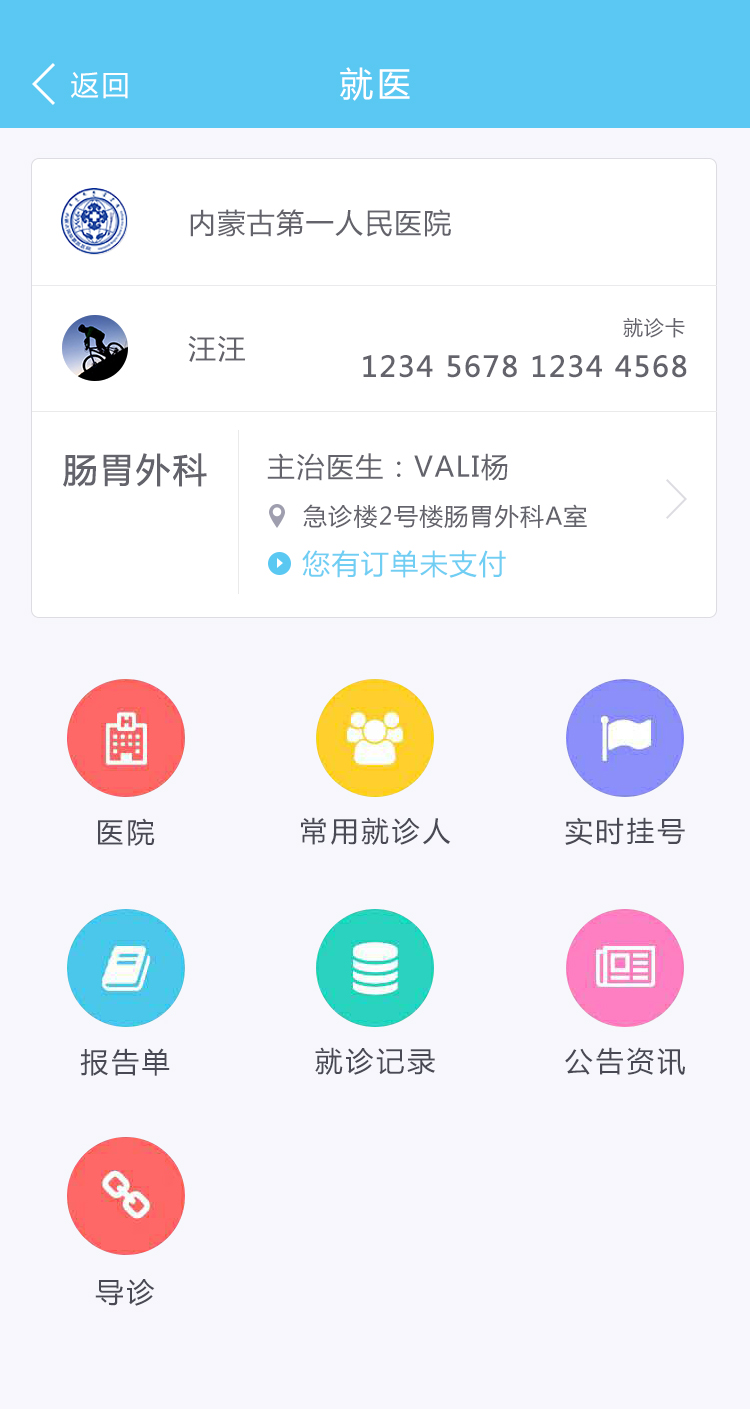 返回
就医
内蒙古第一人民医院
汪汪
就诊卡
1234 5678 1234 4568
肠胃外科
主治医生：VALI杨
急诊楼2号楼肠胃外科A室
您有订单未支付
医院
常用就诊人
实时挂号
报告单
就诊记录
公告资讯
导诊